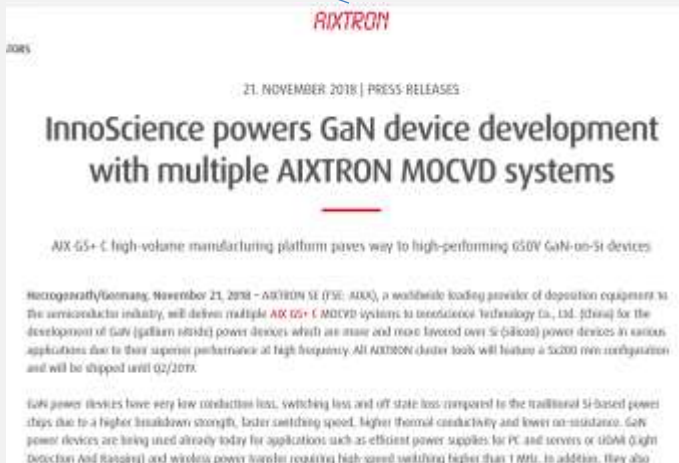 AIXTRON
21. NOVEMBER 2018 | PRESS RELEASES
InnoScience powers GaN device development
with multiple AIXTRON MOCVD systems
AIX G5+ C high-volume manufacturing platform paves way to high-performing 650V GaN-on-Si devices
Herzogenrath/Germany, November 21, 2018 – AIXTRON SE (FSE: AIXA), a worldwide leading provider of deposition equipment to
the semiconductor industry, will deliver multiple AIX G5+ C MOCVD systems to InnoScience Technology Co., Ltd. (China) for the
development of GaN (gallium nitride) power devices which are more and more favored over Si (silicon) power devices in various
applications due to their superior performance at high frequency. All AIXTRON cluster tools will feature a 5x200 mm configuration
and will be shipped until Q2/2019.
GaN power devices have very low conduction loss, switching loss and off state loss compared to the traditional Si-based power
chips due to a higher breakdown strength, faster switching speed, higher thermal conductivity and lower on-resistance. GaN
power devices are being used already today for applications such as efficient power supplies for PC and servers or LiDAR (Light
Detection And Ranging) and wireless power transfer requiring high-speed switching higher than 1 MHz. In addition, they also